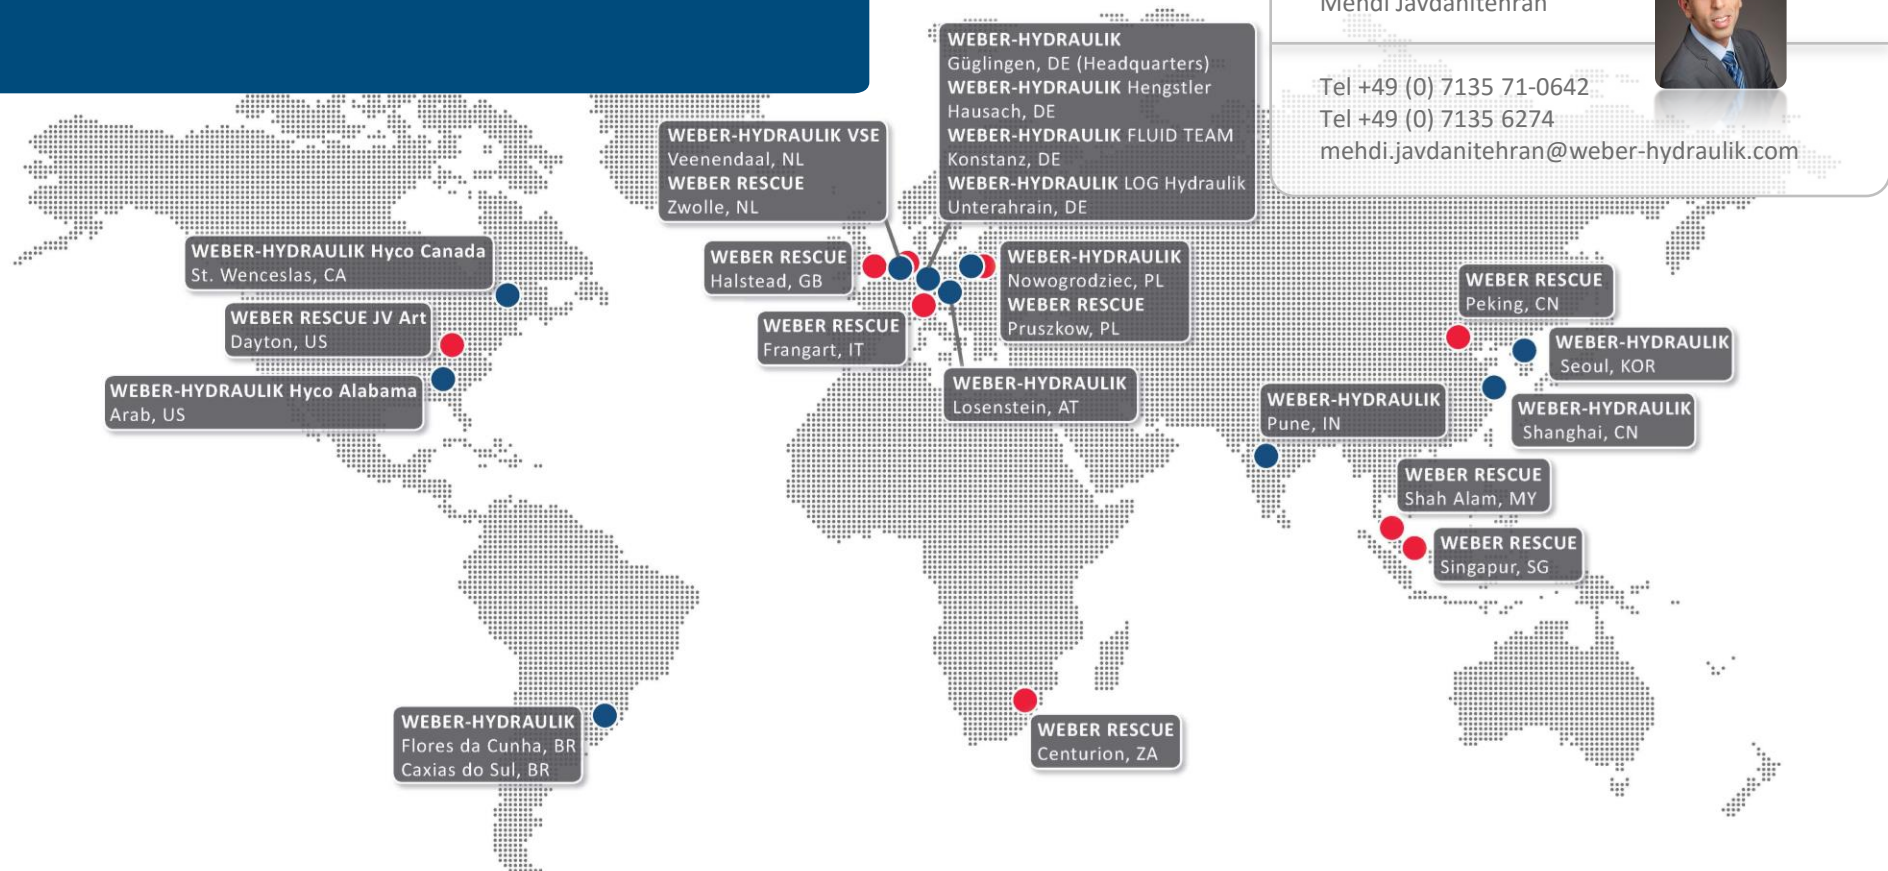 Mehdi Javdanitehran
Tel +49 (0) 7135 71-0642
Tel +49 (0) 7135 6274
mehdi.javdanitehran@weber-hydraulik.com
WEBER-HYDRAULIK
Güglingen, DE (Headquarters)
WEBER-HYDRAULIK Hengstler
Hausach, DE
WEBER-HYDRAULIK FLUID TEAM
Konstanz, DE
WEBER-HYDRAULIK LOG Hydraulik
Unterahrain, DE
WEBER-HYDRAULIK VSE
Veenendaal, NL
WEBER RESCUE
Zwolle, NL
WEBER-HYDRAULIK Hyco Canada
St. Wenceslas, CA
WEBER RESCUE JV Art
Dayton, US
WEBER-HYDRAULIK Hyco Alabama
Arab, US
WEBER RESCUE
Halstead, GB
WEBER RESCUE
Frangart, IT
WEBER-HYDRAULIK
Nowogrodziec, PL
WEBER RESCUE
Pruszkow, PL
WEBER-HYDRAULIK
Losenstein, AT
WEBER RESCUE
Peking, CN
WEBER-HYDRAULIK
Seoul, KOR
WEBER-HYDRAULIK
Shanghai, CN
WEBER-HYDRAULIK
Pune, IN
WEBER RESCUE
Shah Alam, MY
WEBER RESCUE
Singapur, SG
WEBER-HYDRAULIK
Flores da Cunha, BR
Caxias do Sul, BR
WEBER RESCUE
Centurion, ZA